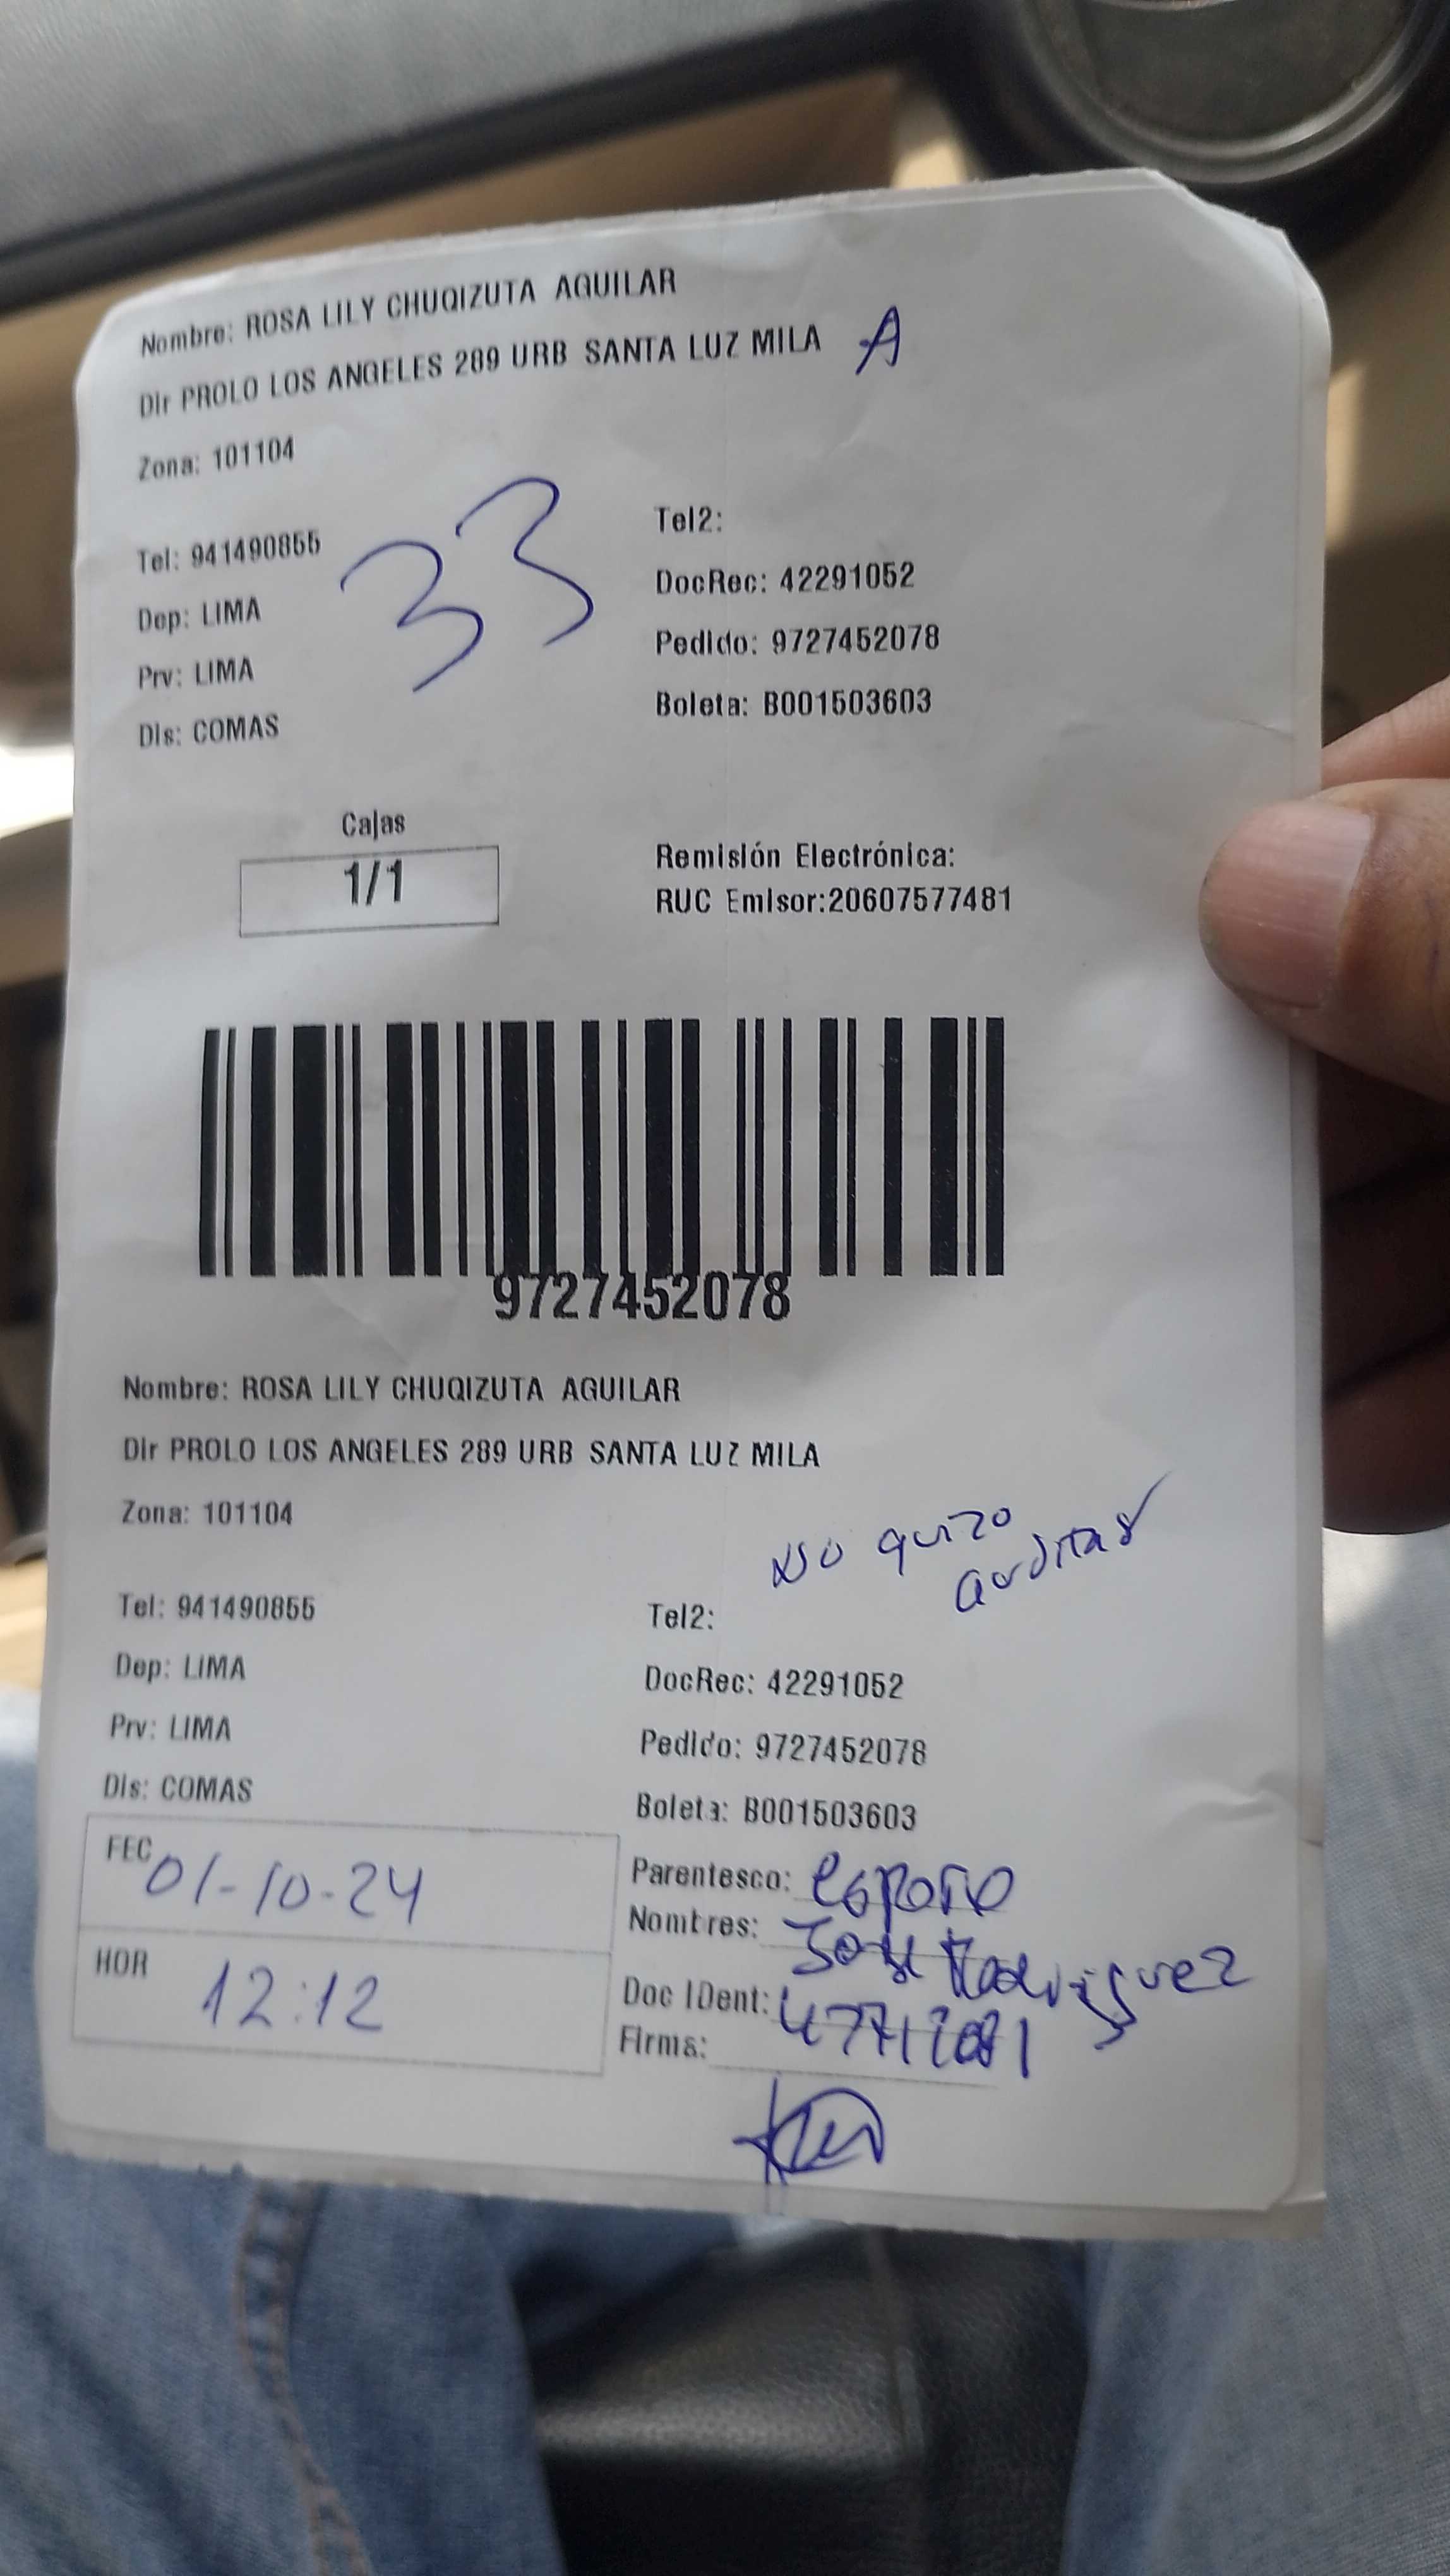 Nombre: ROSA LILY CHUQIZUTA AGUILAR
Dir PROLO LOS ANGELES 289 URB SANTA LUZ MILA A
Zona: 101104
33
Tel: 941490855
Tel2:
Dep: LIMA
DocRec: 42291052
Prv: LIMA
Pedido: 9727452078
Dis: COMAS
Boleta: B001503603
Cajas
1/1
Remisión Electrónica:
RUC Emisor:20607577481
9727452078
Nombre: ROSA LILY CHUQIZUTA AGUILAR
Dir PROLO LOS ANGELES 289 URB SANTA LUZ MILA
Zona: 101104
No quizo
auditar
Tel: 941490855
Tel2:
Dep: LIMA
DocRec: 42291052
Prv: LIMA
Pedido: 9727452078
Dis: COMAS
Boleta: B001503603
FEC 01-10-24
HOR 12:12
Parentesco: esposo
Nombres: Jose Rodriguez
Doc IDent:
Firma: